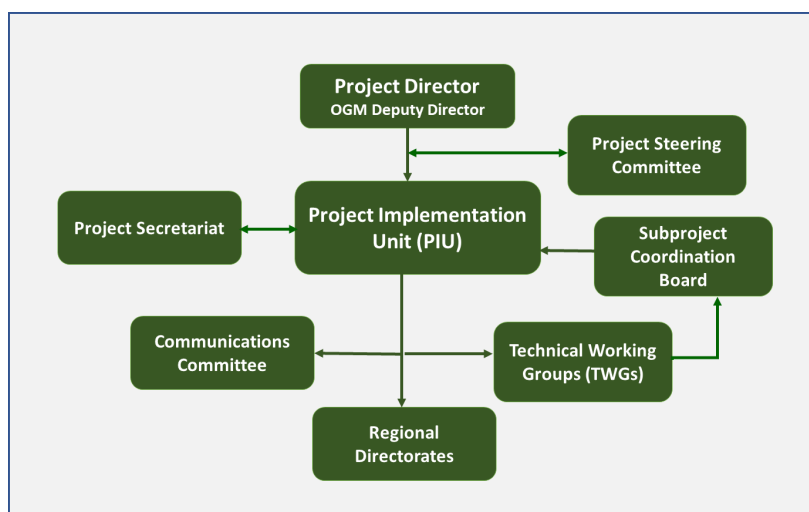 Project Director
OGM Deputy Director
Project Steering
Committee
Project Implementation
Unit (PIU)
Project Secretariat
Subproject
Coordination
Board
Communications
Committee
Technical Working
Groups (TWGs)
Regional
Directorates